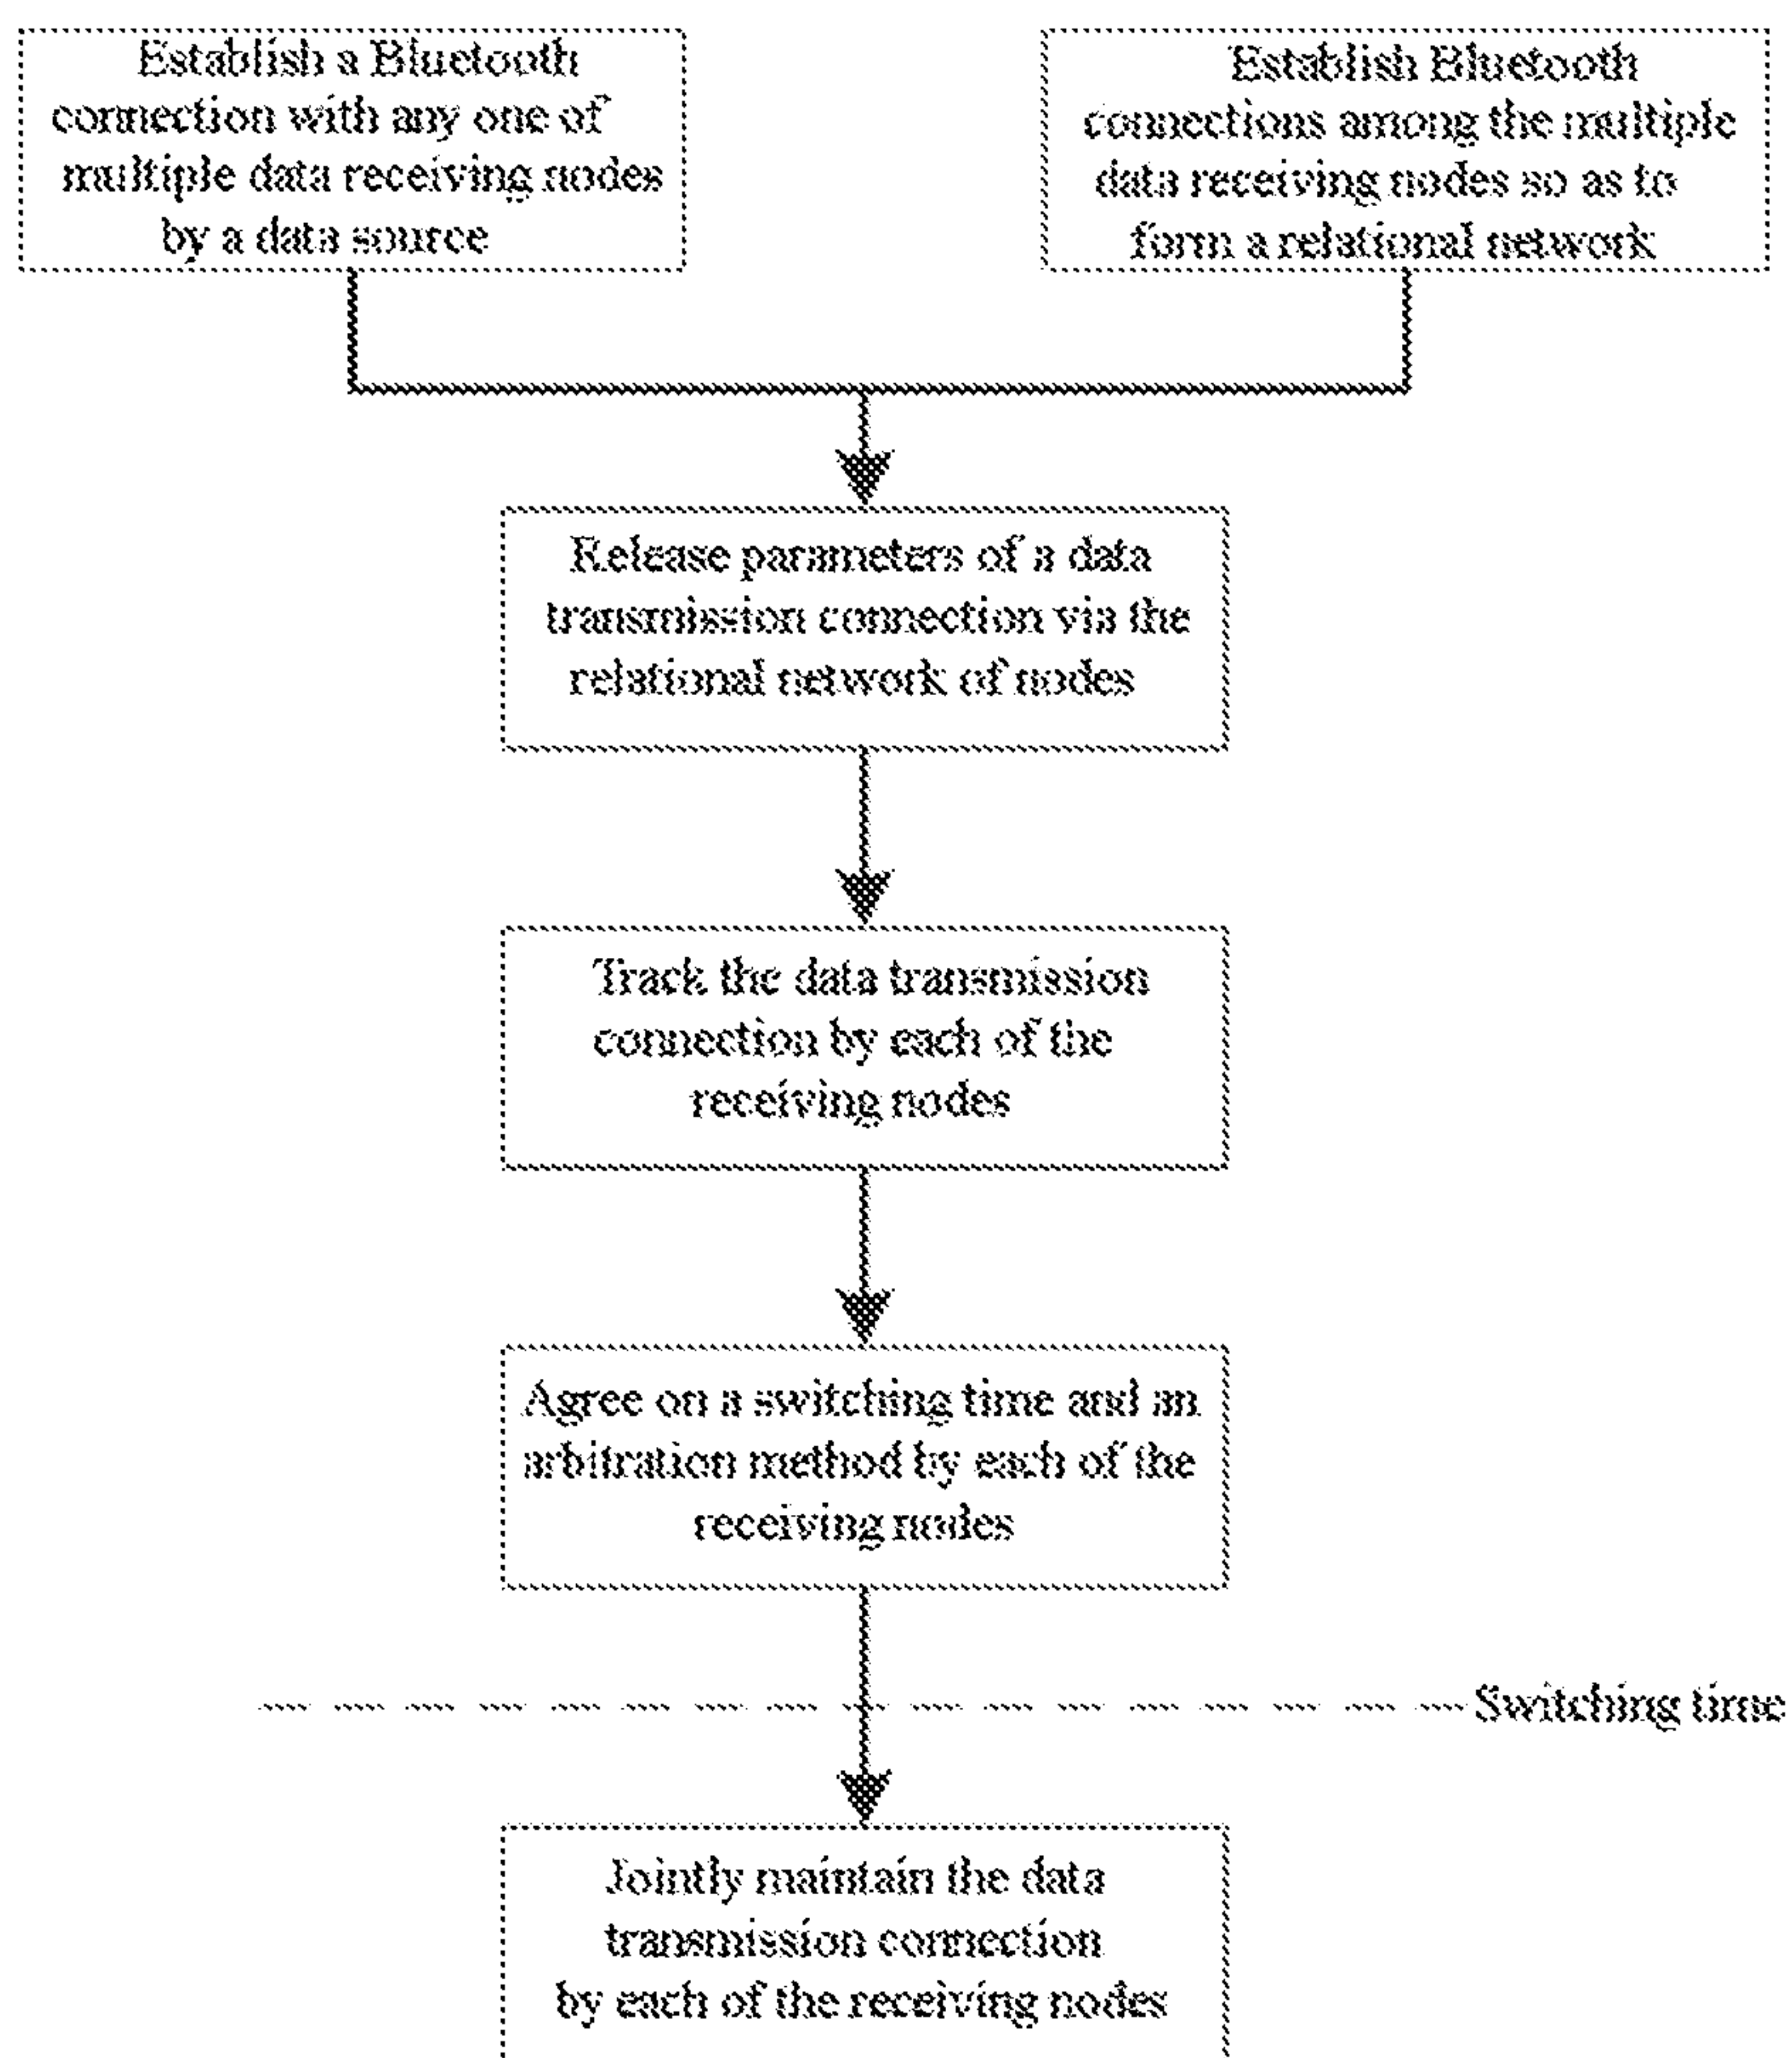 Establish a Bluetooth
connection with any one of
multiple data receiving nodes
by a data source
Establish Bluetooth
connections among the multiple
data receiving nodes so as to
form a relational network
Release parameters of a data
transmission connection via the
relational network of nodes
Track the data transmission
connection by each of the
receiving nodes
Agree on a switching time and an
arbitration method by each of the
receiving nodes
Switching time
Jointly maintain the data
transmission connection
by each of the receiving nodes